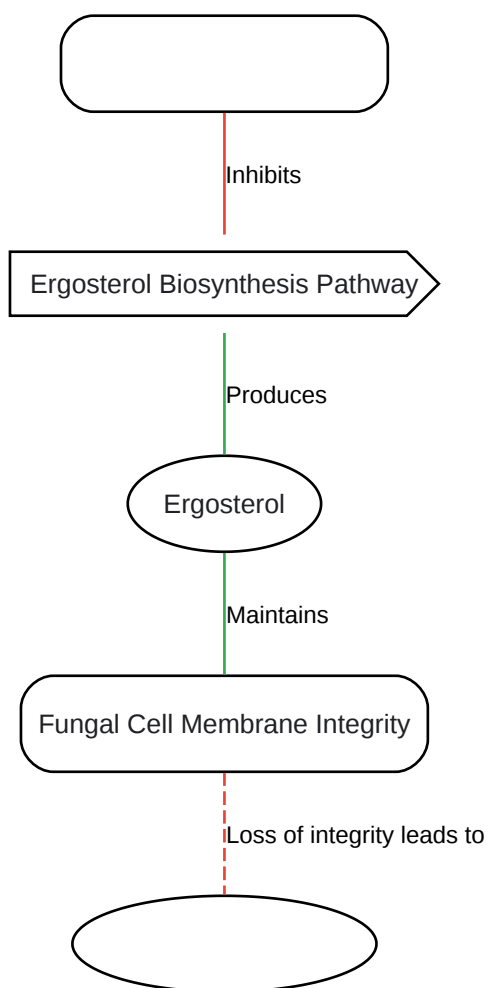 Inhibits
Ergosterol Biosynthesis Pathway
Produces
Ergosterol
Maintains
Fungal Cell Membrane Integrity
Loss of integrity leads to